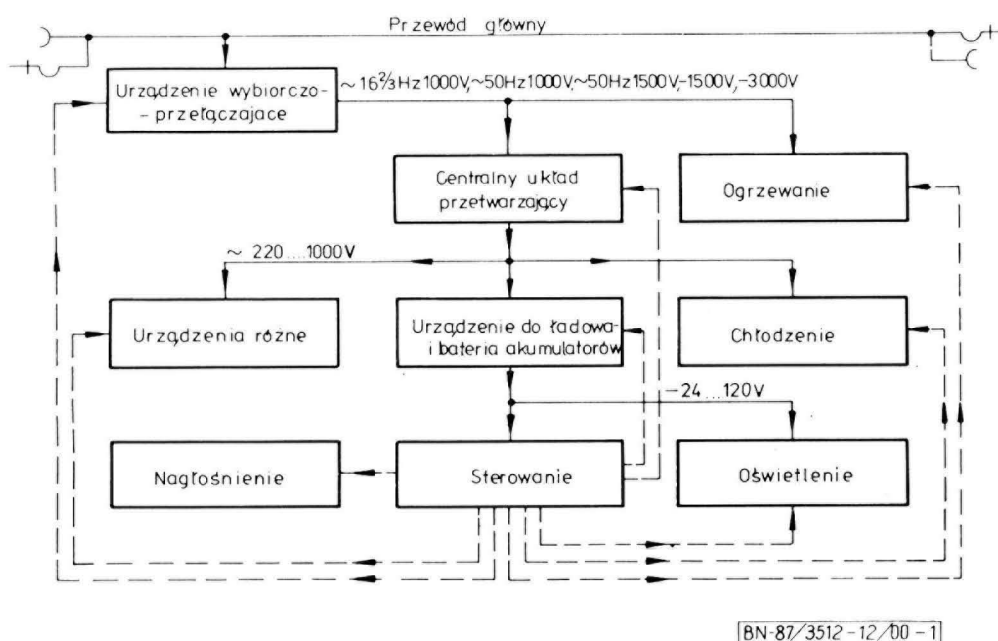 Przewód główny
~ 16⅔Hz 1000V,~50Hz 1000V,~50Hz 1500V,-1500V,-3000V
Urządzenie wybiorczo-
-przełączajace
Centralny układ
przetwarzający
Ogrzewanie
~ 220....1000V
Urządzenia różne
Urządzenie do ładowa-
i bateria akumulatorów
Chłodzenie
-24...120V
Nagłośnienie
Sterowanie
Oświetlenie
BN-87/3512-12/00-1